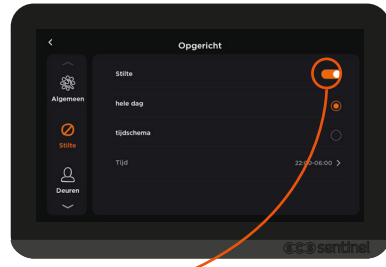 Opgericht
Algemeen
Stilte
Deuren
Stilte
hele dag
tijdschema
Tijd
22:00-06:00
sentinel